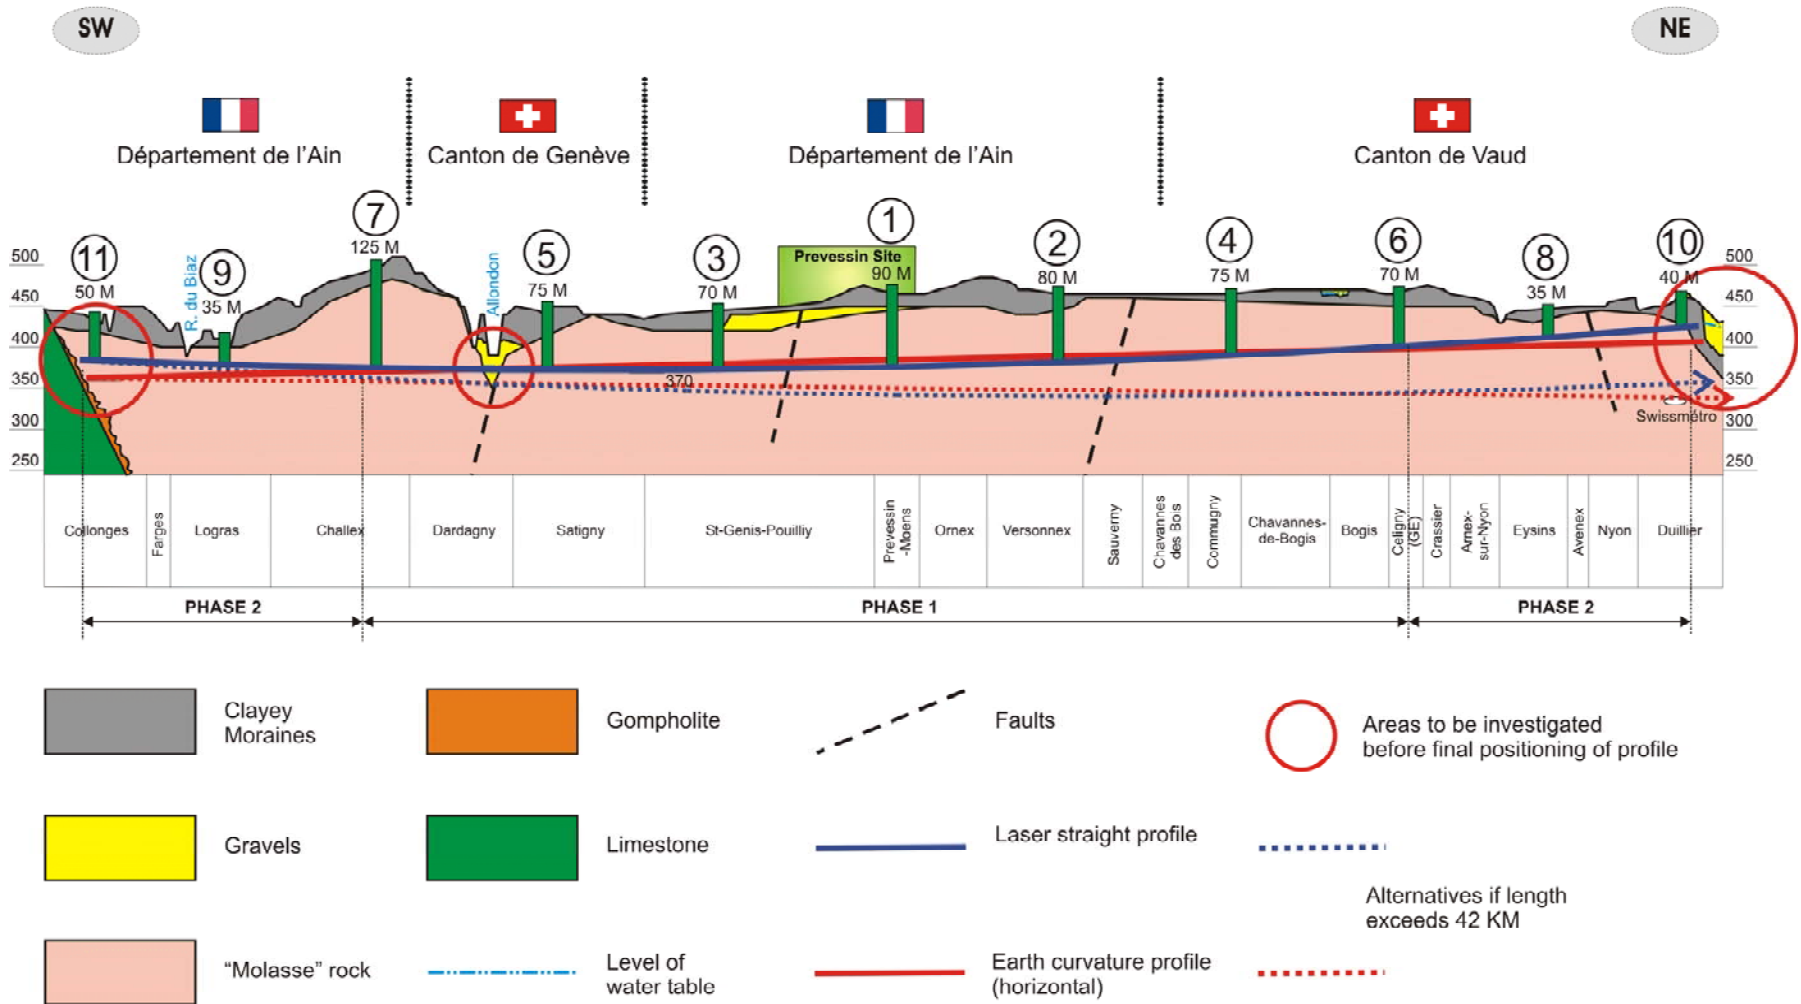 SW
NE
Département de l'Ain
Canton de Genève
Département de l'Ain
Canton de Vaud
11
50 M
R. du Biaz
9
35 M
7
125 M
Allondon
5
75 M
3
70 M
Prevessin Site
1
90 M
2
80 M
4
75 M
6
70 M
8
35 M
10
40 M
500
450
400
350
300
250
500
450
400
350
300
250
370
Swissmétro
Collonges
Farges
Logras
Challex
Dardagny
Satigny
St-Genis-Pouilliy
Prevessin
-Moens
Ornex
Versonnex
Sauverny
Chavannes
des Bois
Commugny
Chavannes-
de-Bogis
Bogis
Celigny
(GE)
Crassier
Arnex-
sur-Nyon
Eysins
Avenex
Nyon
Duillier
PHASE 2
PHASE 1
PHASE 2
Clayey
Moraines
Gompholite
Faults
Areas to be investigated
before final positioning of profile
Gravels
Limestone
Laser straight profile
Alternatives if length
exceeds 42 KM
“Molasse” rock
Level of
water table
Earth curvature profile
(horizontal)